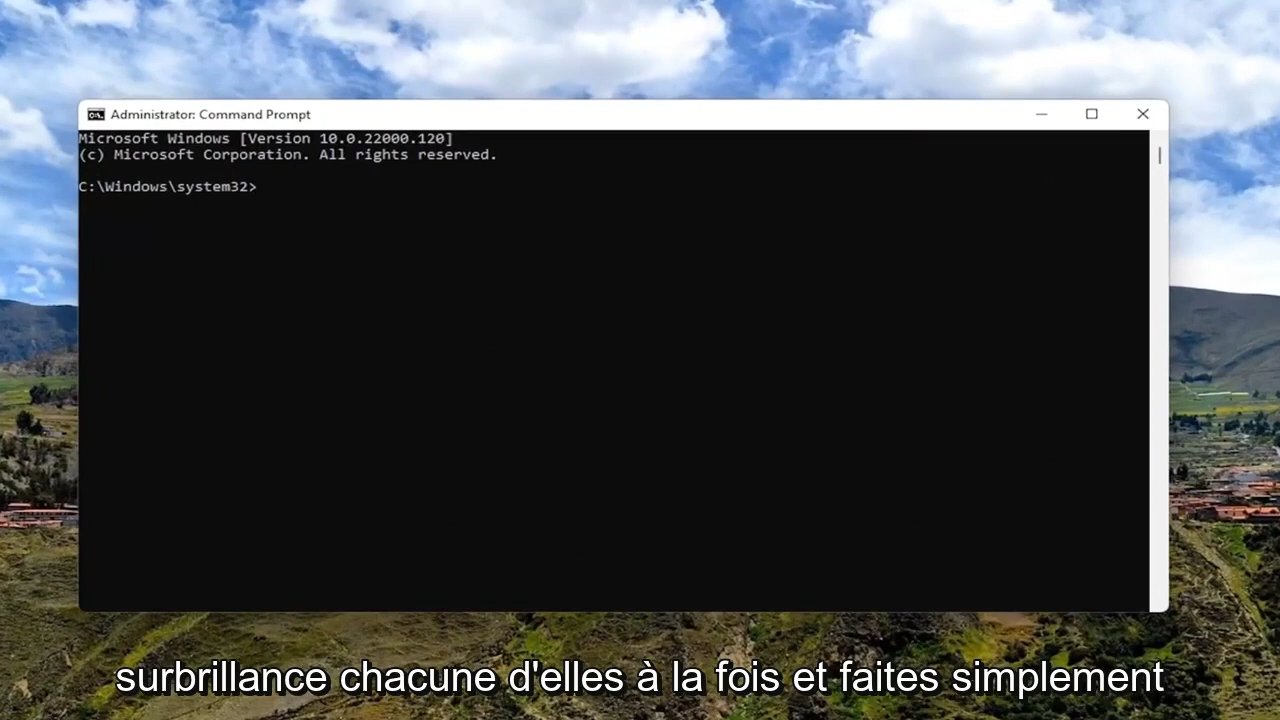 Administrator: Command Prompt
Microsoft Windows [Version 10.0.22000.120]
(c) Microsoft Corporation. All rights reserved.
C:\Windows\system32>
surbrillance chacune d'elles à la fois et faites simplement